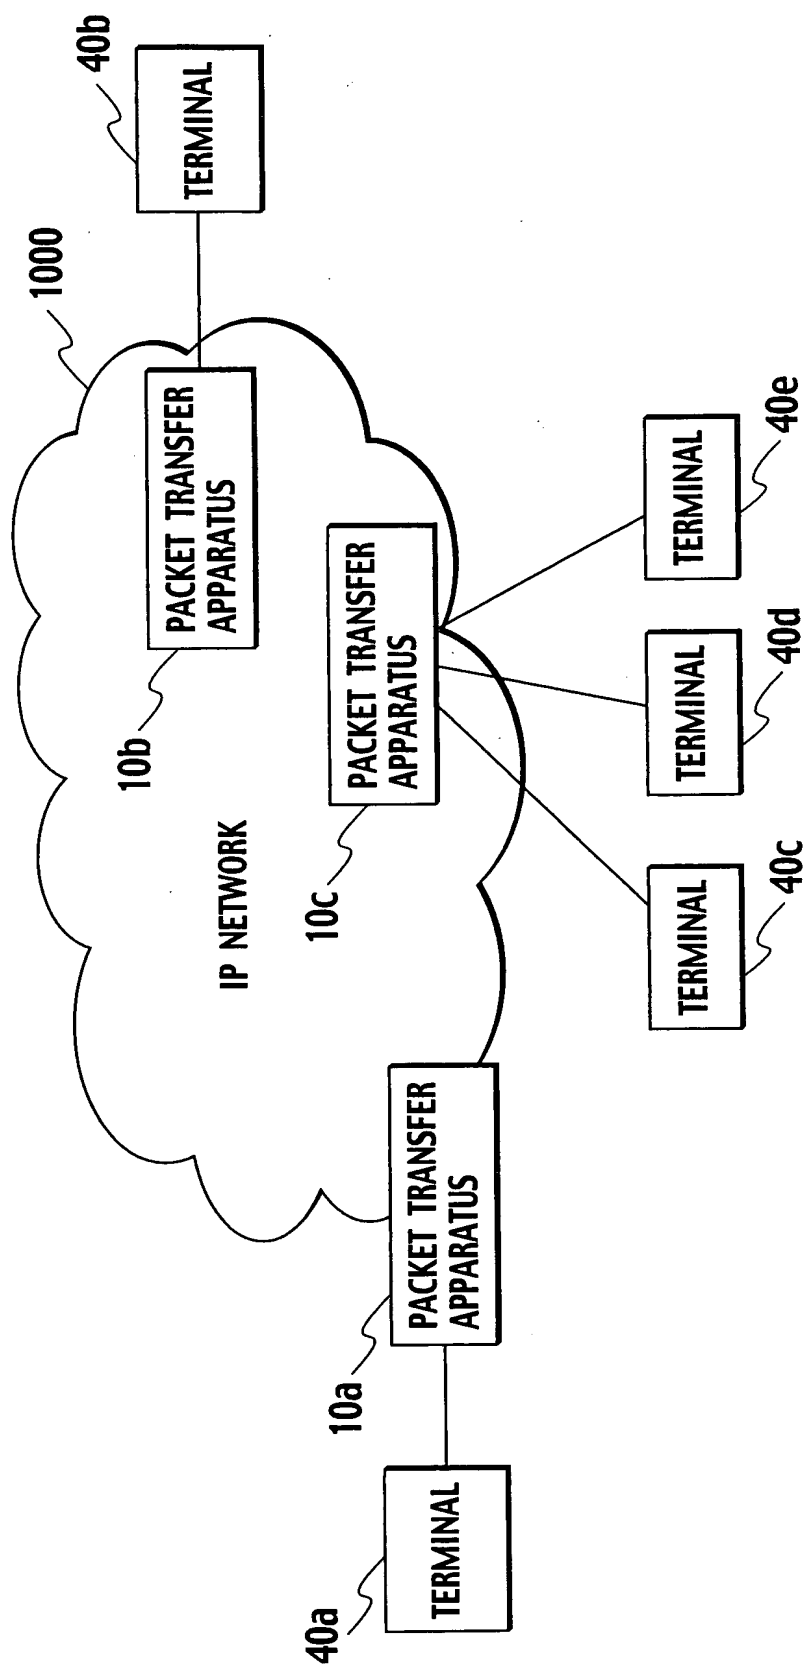 1000
40b
TERMINAL
PACKET TRANSFER
APPARATUS
10b
IP NETWORK
PACKET TRANSFER
APPARATUS
10c
PACKET TRANSFER
APPARATUS
10a
TERMINAL
40a
TERMINAL
40c
TERMINAL
40d
TERMINAL
40e